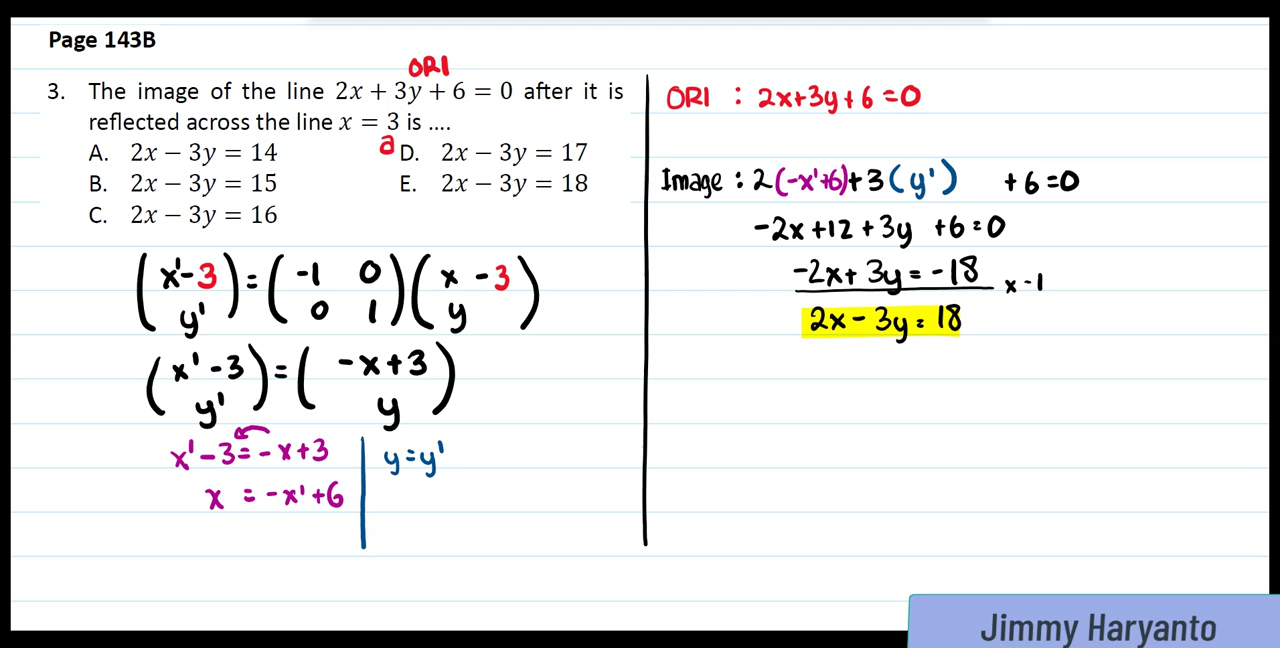 Page 143B
ORI
3. The image of the line 2x + 3y + 6 = 0 after it is
reflected across the line x = 3 is ....
a
A. 2x − 3y = 14 D. 2x − 3y = 17
B. 2x − 3y = 15 E. 2x − 3y = 18
C. 2x − 3y = 16
(x'-3 y') = (-1 0 0 1)(x -3 y)
(x'-3 y') = (-x+3 y)
x'-3=-x+3
x = -x'+6
y=y'
ORI : 2x+3y+6=0
Image : 2(-x'+6)+3(y') +6=0
-2x+12+3y +6=0
-2x+3y=-18 x-1
2x-3y=18
Jimmy Haryanto